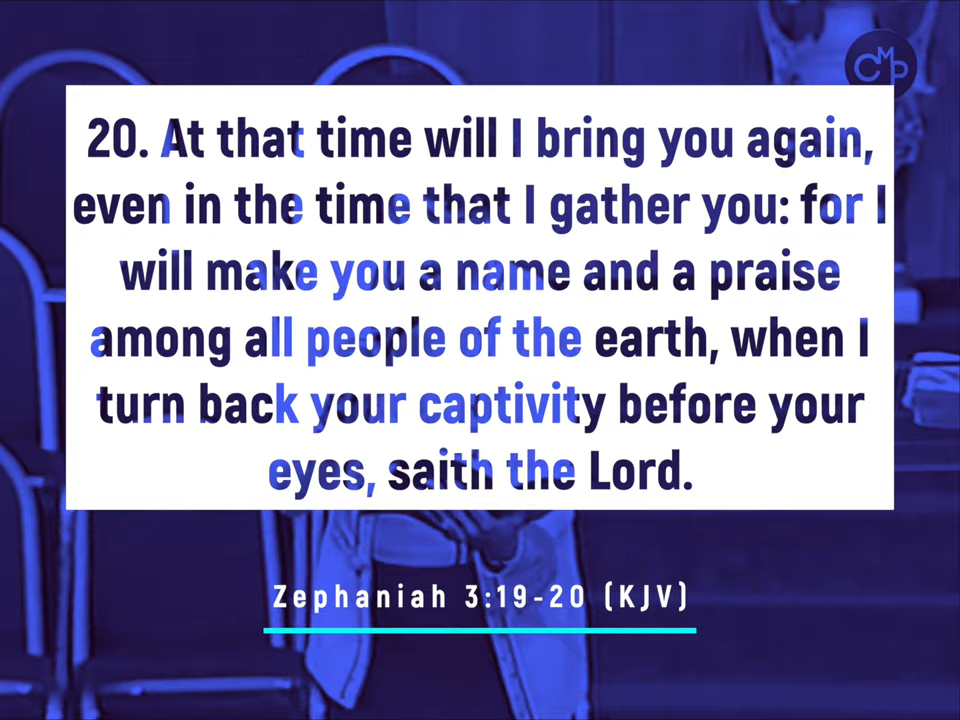 CMP
20. At that time will I bring you again,
even in the time that I gather you: for I
will make you a name and a praise
among all people of the earth, when I
turn back your captivity before your
eyes, saith the Lord.
Zephaniah 3:19-20 (KJV)